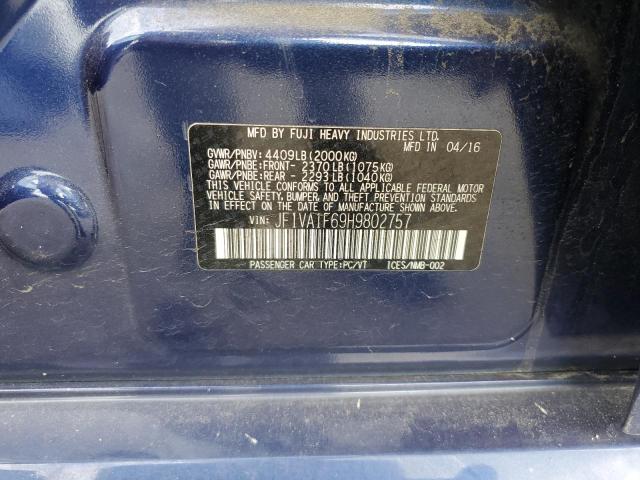 MFD BY FUJI HEAVY INDUSTRIES LTD.
MFD IN 04/16
GVWR/PNBV: 4409LB(2000KG)
GAWR/PNBE:FRONT- 2370LB(1075KG)
GAWR/PNBE:REAR - 2293LB(1040KG)
THIS VEHICLE CONFORMS TO ALL APPLICABLE FEDERAL MOTOR
VEHICLE SAFETY, BUMPER, AND THEFT PREVENTION STANDARDS
IN EFFECT ON THE DATE OF MANUFACTURE SHOWN ABOVE.
VIN: JF1VA1F69H9802757
PASSENGER CAR TYPE:PC/VT ICES/NMB-002